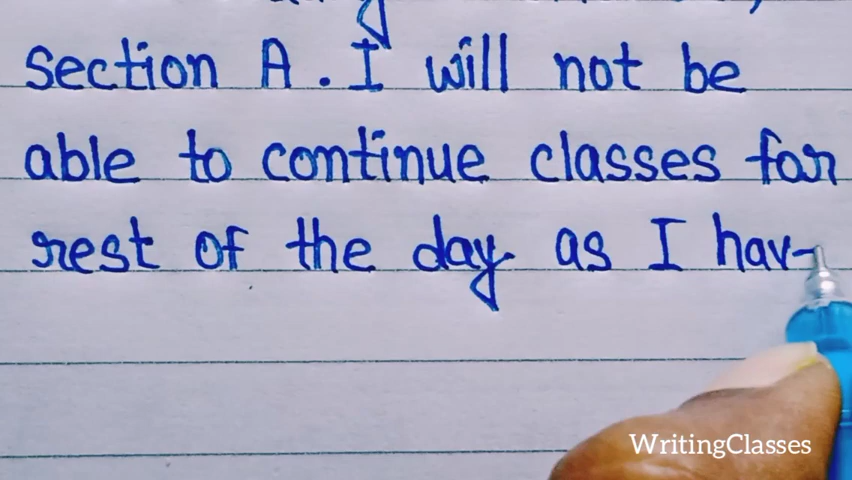 section A. I will not be
able to continue classes for
rest of the day as I hav
WritingClasses